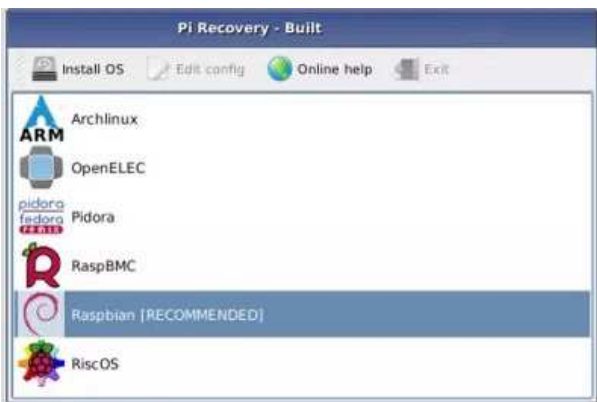 Pi Recovery - Built
Install OS Edit config Online help Exit
ARM Archlinux
OpenELEC
pidora
fedora Pidora
REMIX
RaspBMC
Raspbian [RECOMMENDED]
RiscOS